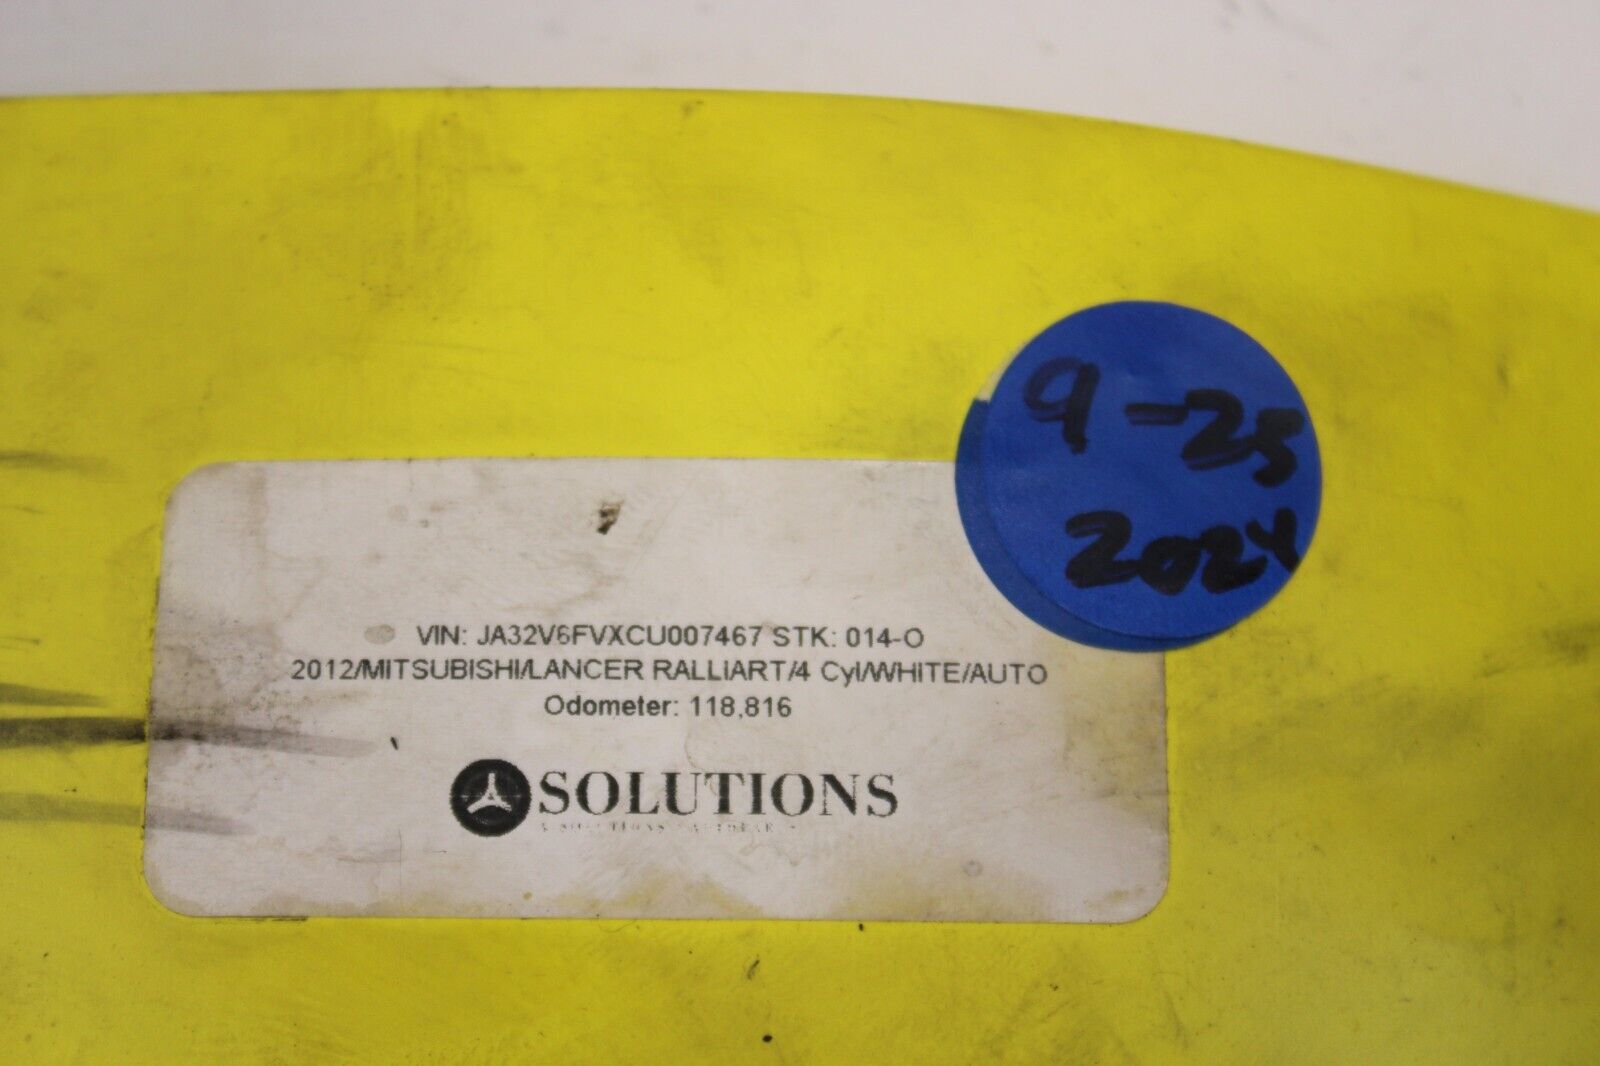 9-25
2024
VIN: JA32V6FVXCU007467 STK: 014-O
2012/MITSUBISHI/LANCER RALLIART/4 Cyl/WHITE/AUTO
Odometer: 118,816
SOLUTIONS